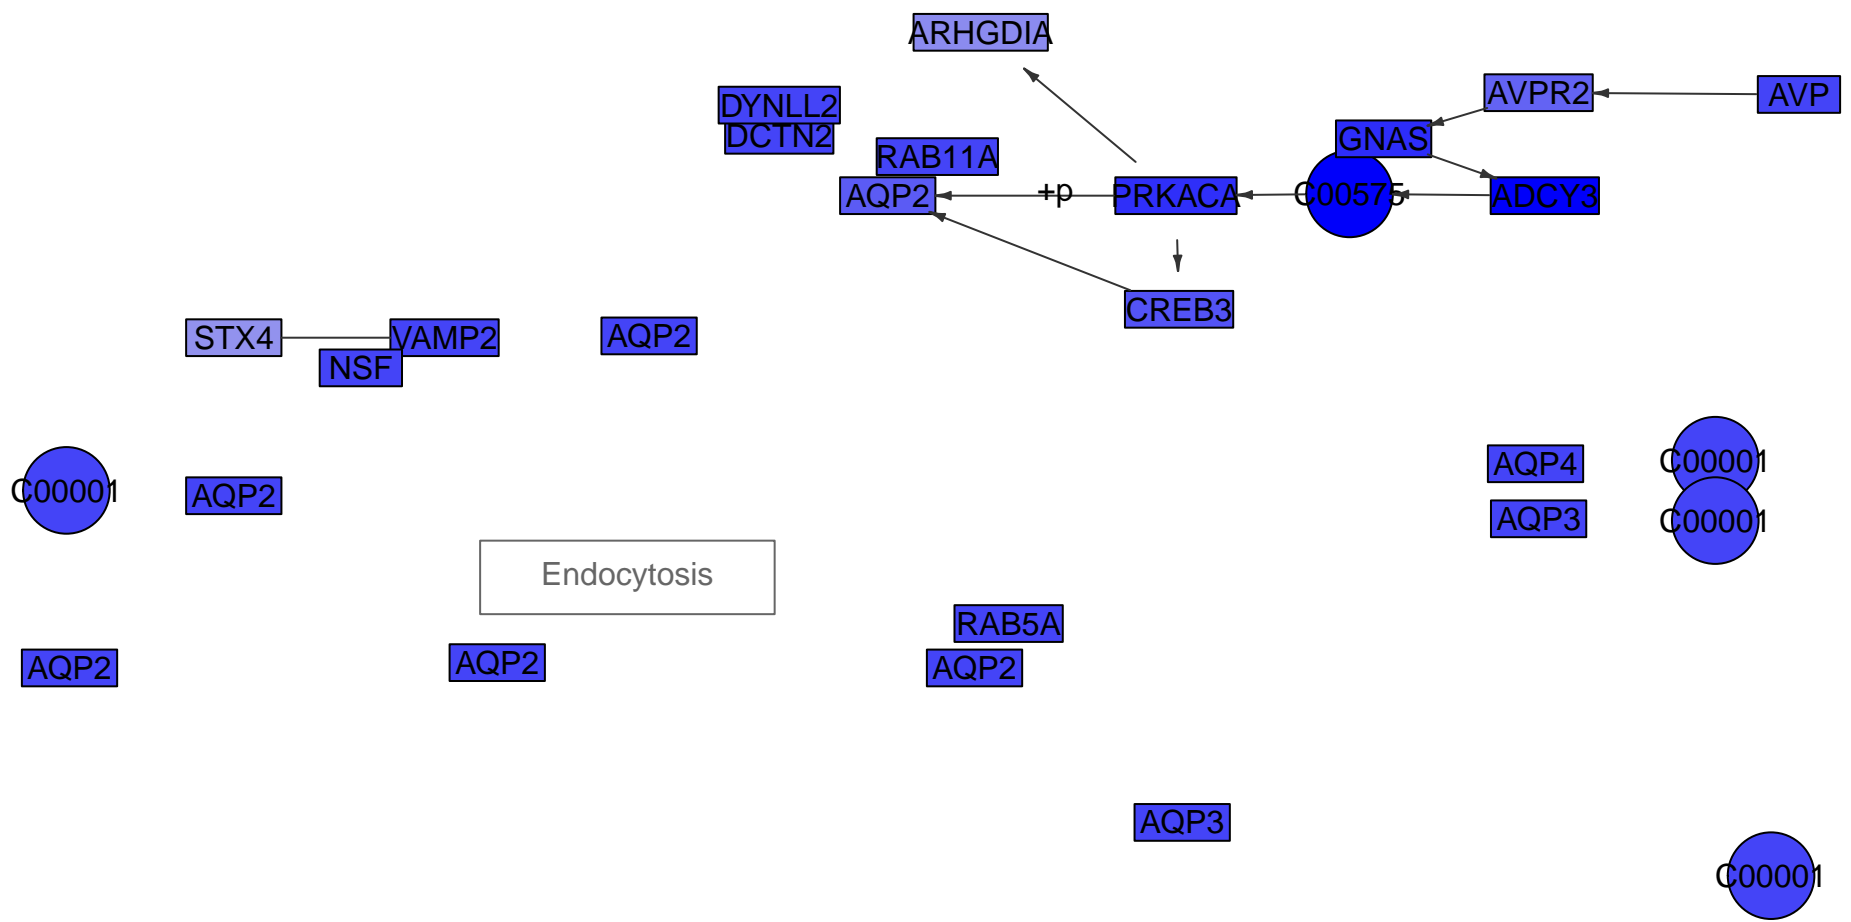 ARHGDIA
AVPR2
AVP
DYNLL2
DCTN2
GNAS
RAB11A
AQP2
+p
PRKACA
C00575
ADCY3
CREB3
STX4
VAMP2
AQP2
NSF
C00001
AQP2
AQP4
C00001
AQP3
C00001
Endocytosis
RAB5A
AQP2
AQP2
AQP2
AQP3
C00001